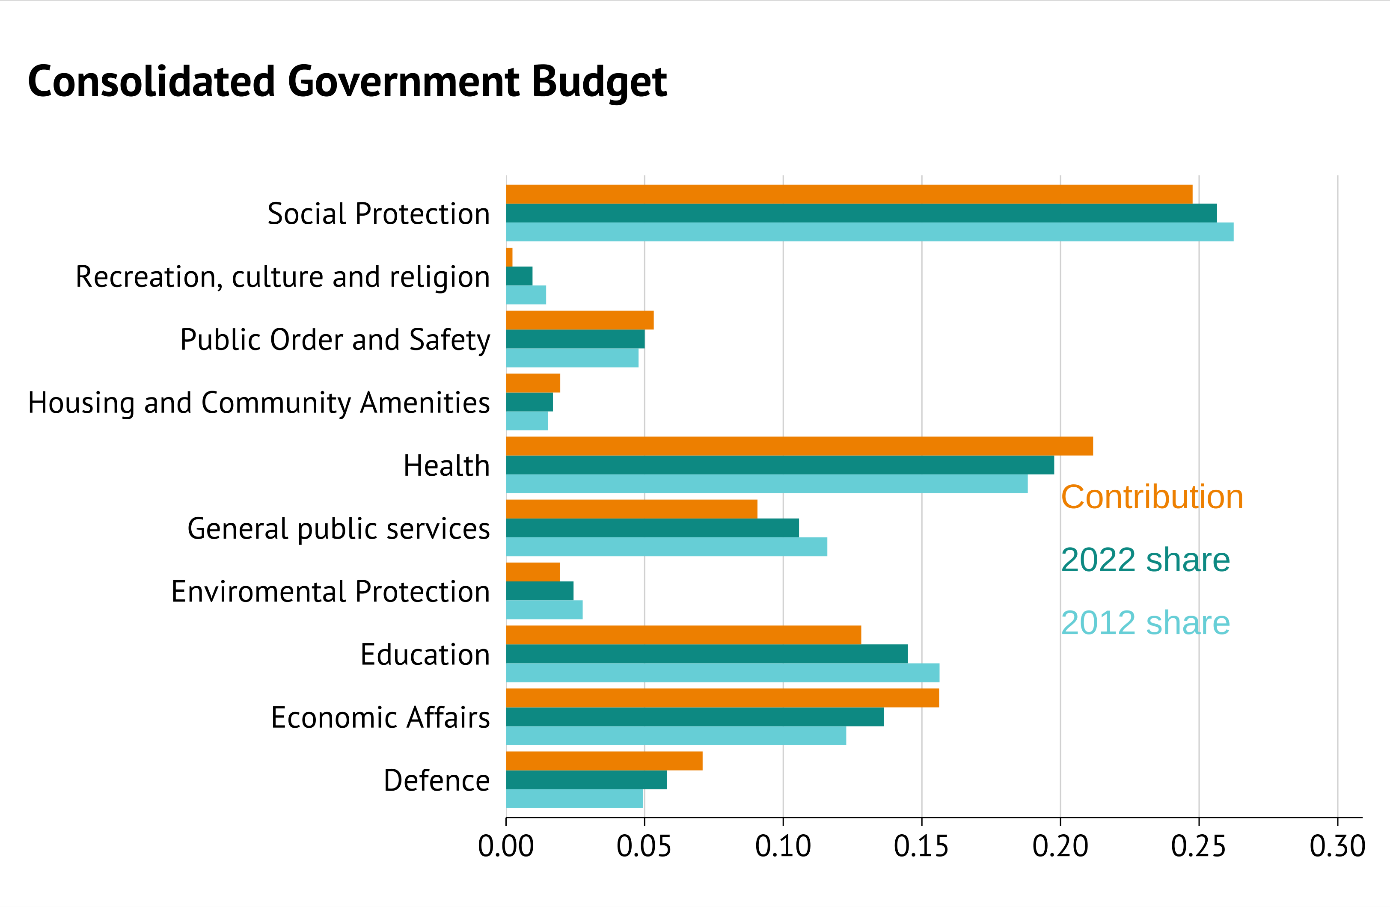 Consolidated Government Budget
Social Protection
Recreation, culture and religion
Public Order and Safety
Housing and Community Amenities
Health
Contribution
General public services
2022 share
Enviromental Protection
2012 share
Education
Economic Affairs
Defence
0.00 0.05 0.10 0.15 0.20 0.25 0.30